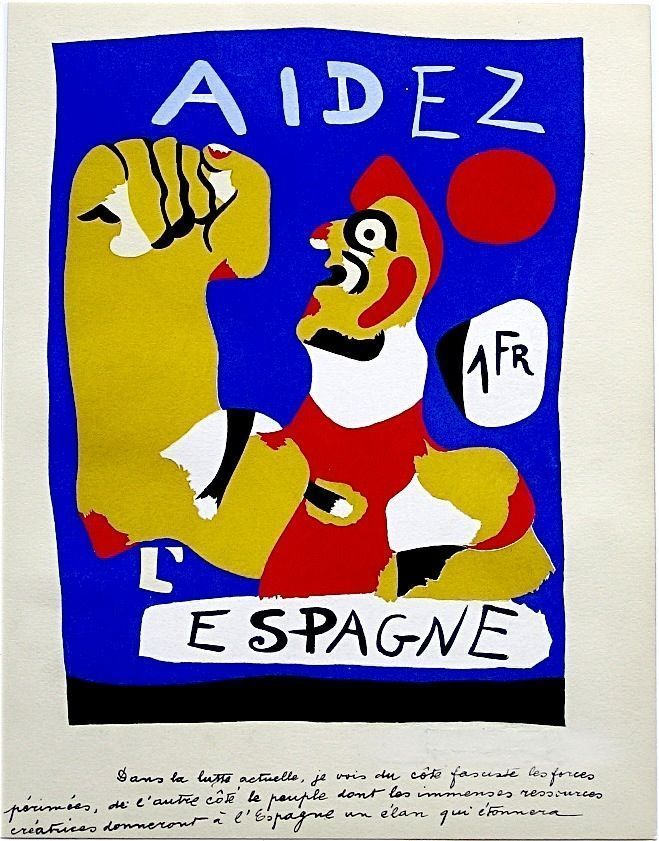 AIDEZ
1FR
L'
ESPAGNE
Dans la lutte actuelle, je vois du côté fasciste les forces
périmées, de l'autre côté le peuple dont les immenses ressources
créatrices donneront à l'Espagne un élan qui étonnera